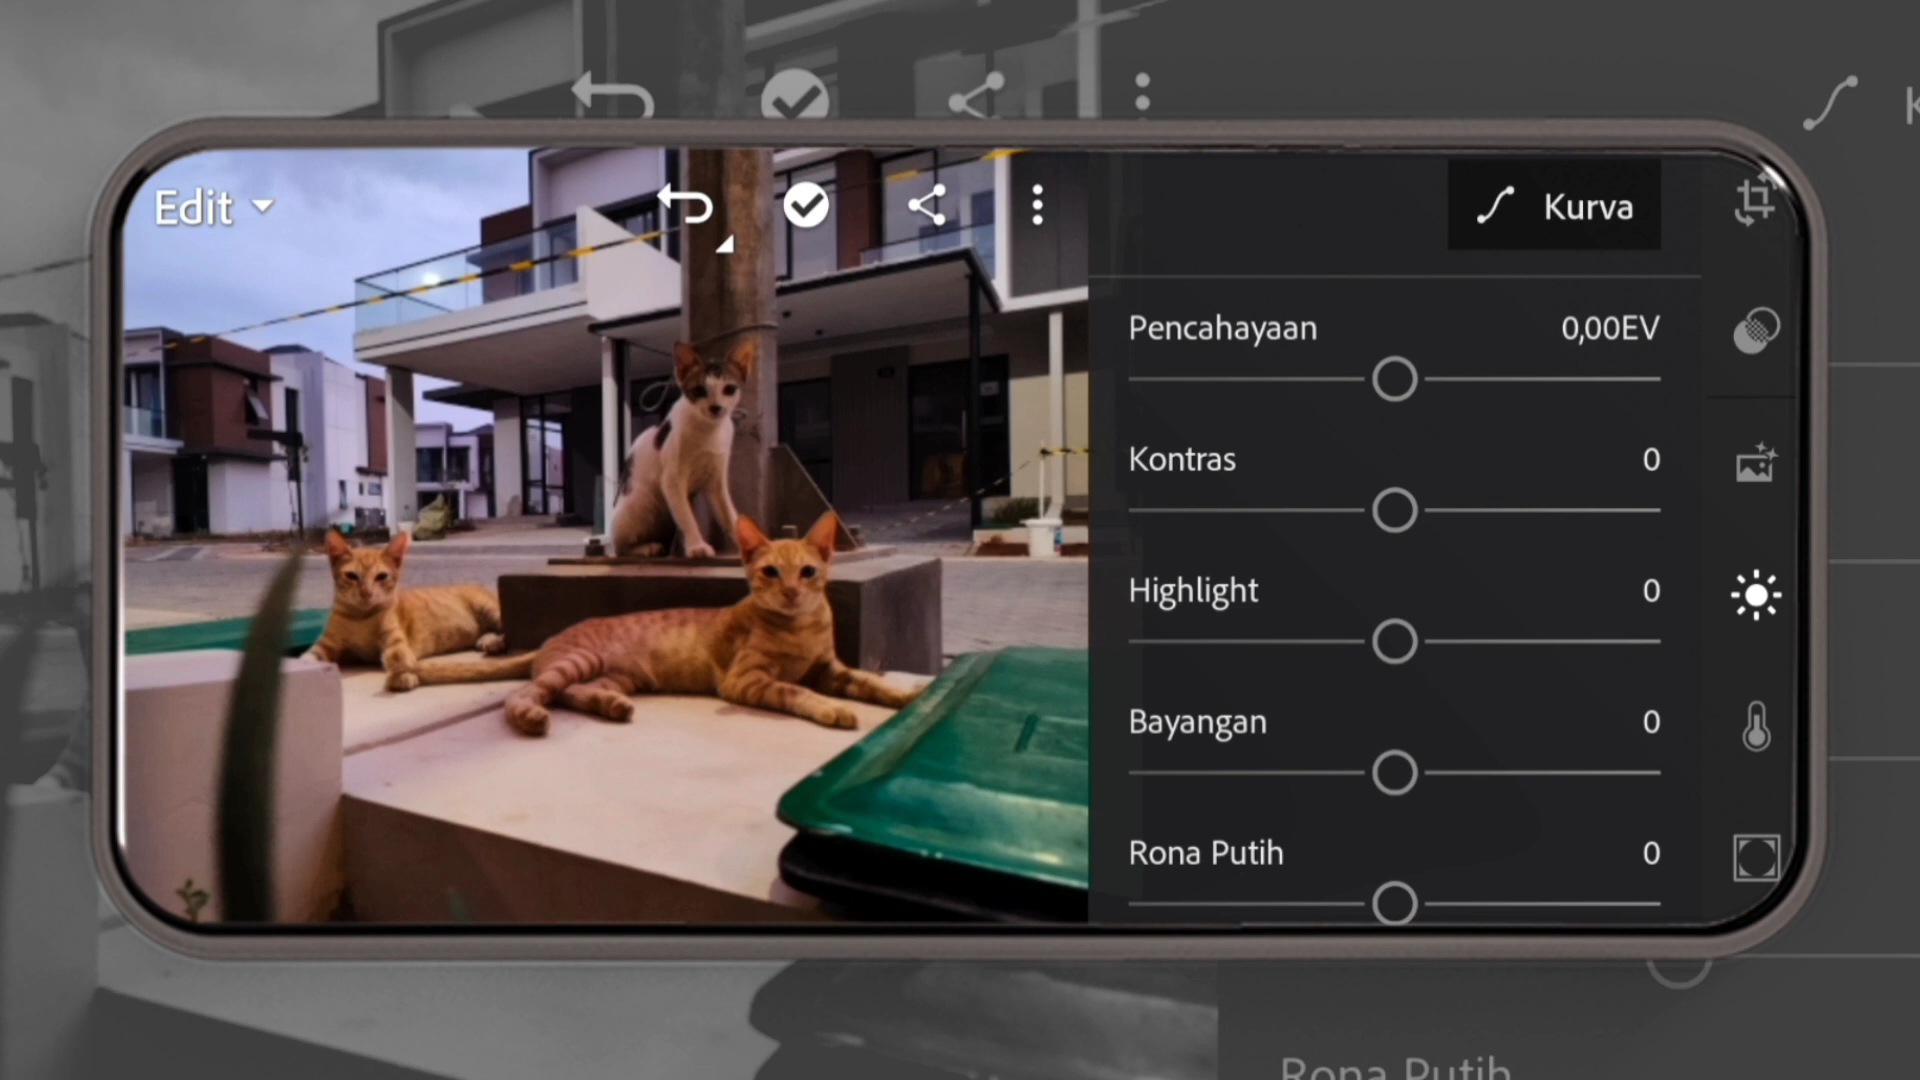 Edit
Kurva
Pencahayaan 0,00EV
Kontras 0
Highlight 0
Bayangan 0
Rona Putih 0
K
Rona Putih